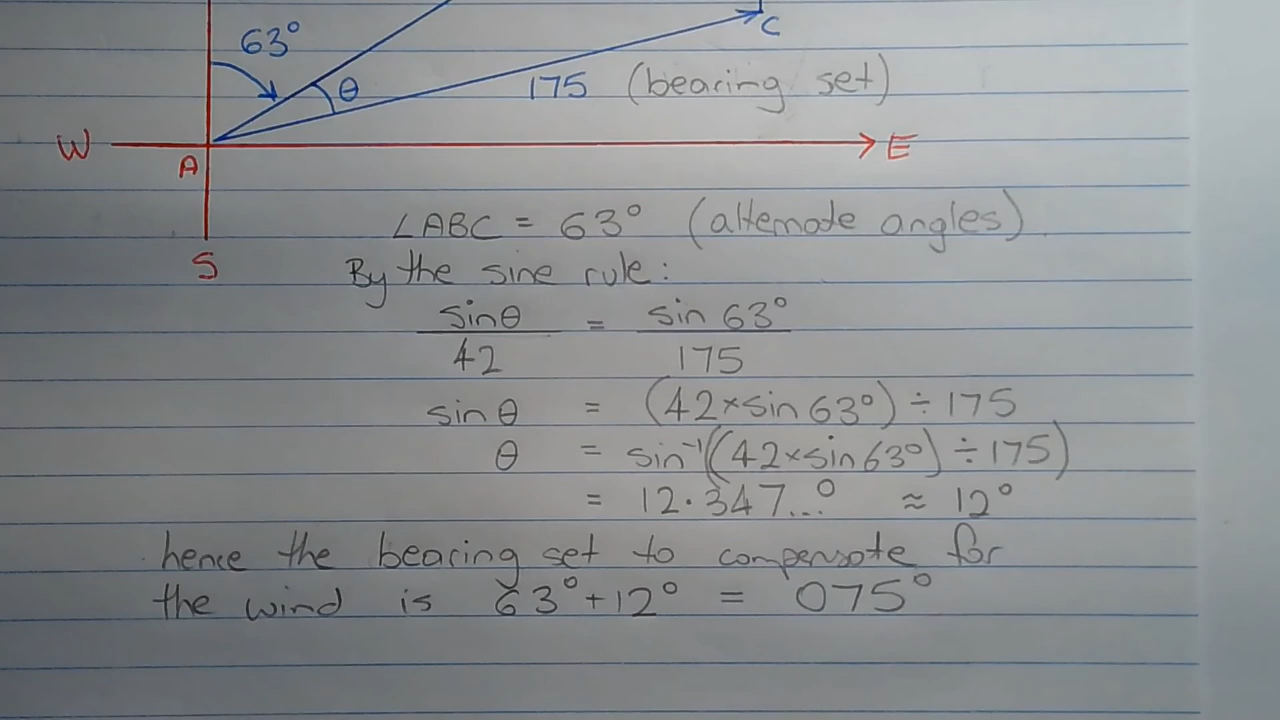 63°
C
θ
175 (bearing set)
W
E
A
∠ABC = 63° (alternate angles)
S
By the sine rule:
sinθ = sin 63°
42 175
sin θ = (42×sin 63°) ÷ 175
θ = sin⁻¹((42×sin 63°) ÷ 175)
= 12.347...° ≈ 12°
hence the bearing set to compensate for
the wind is 63° + 12° = 075°